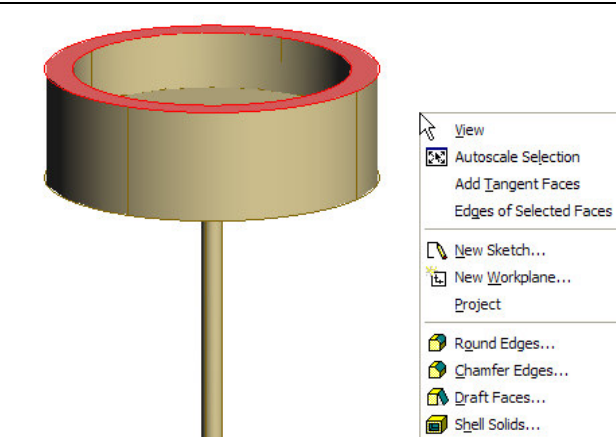 View
Autoscale Selection
Add Tangent Faces
Edges of Selected Faces
New Sketch...
New Workplane...
Project
Round Edges...
Chamfer Edges...
Draft Faces...
Shell Solids...